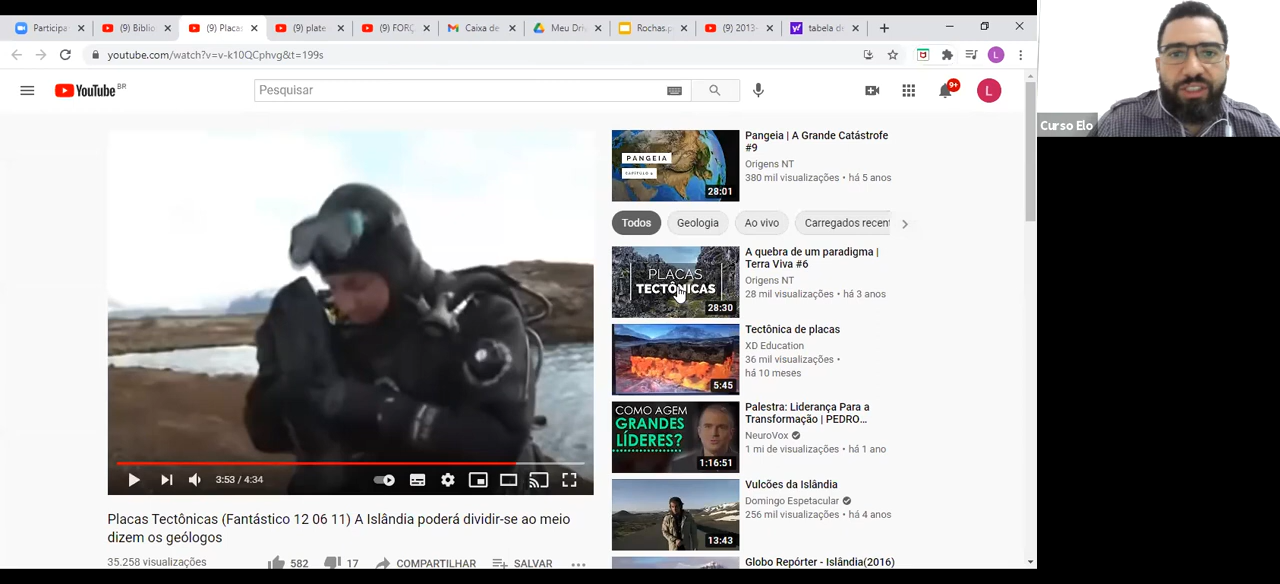 Participa
(9) Biblio
(9) Placa
(9) plate
(9) FORÇ
Caixa de
Meu Dri
Rochas.p
(9) 2013-
tabela de
youtube.com/watch?v=v-k10QCphvg&t=199s
L
YouTube BR
Pesquisar
9+
L
Curso Elo
PANGEIA
28:01
Pangeia | A Grande Catástrofe
#9
Origens NT
380 mil visualizações • há 5 anos
Todos
Geologia
Ao vivo
Carregados recent
PLACAS
TECTÔNICAS
28:30
A quebra de um paradigma |
Terra Viva #6
Origens NT
28 mil visualizações • há 3 anos
5:45
Tectônica de placas
XD Education
36 mil visualizações •
há 10 meses
COMO AGEM
GRANDES
LÍDERES?
1:16:51
Palestra: Liderança Para a
Transformação | PEDRO...
NeuroVox
1 mi de visualizações • há 1 ano
13:43
Vulcões da Islândia
Domingo Espetacular
256 mil visualizações • há 4 anos
Globo Repórter - Islândia(2016)
3:53 / 4:34
Placas Tectônicas (Fantástico 12 06 11) A Islândia poderá dividir-se ao meio
dizem os geólogos
35.258 visualizações
582
17
COMPARTILHAR
SALVAR